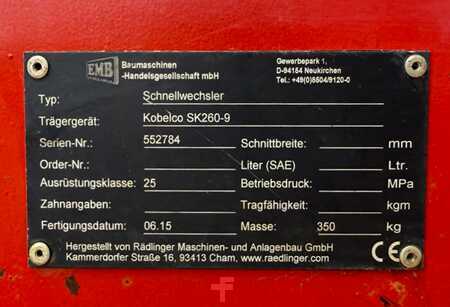 EMB Baumaschinen Gewerbepark 1,
-Handelsgesellschaft mbH D-94154 Neukirchen
Tel.: +49(0)8504/9120-0
Typ: Schnellwechsler
Trägergerät: Kobelco SK260-9
Serien-Nr.: 552784 Schnittbreite: mm
Order-Nr.: Liter (SAE) Ltr.
Ausrüstungsklasse: 25 Betriebsdruck: MPa
Zahnangaben: Tragfähigkeit: kgm
Fertigungsdatum: 06.15 Masse: 350 kg
Hergestellt von Rädlinger Maschinen- und Anlagenbau GmbH
Kammerdorfer Straße 16, 93413 Cham, www.raedlinger.com CE